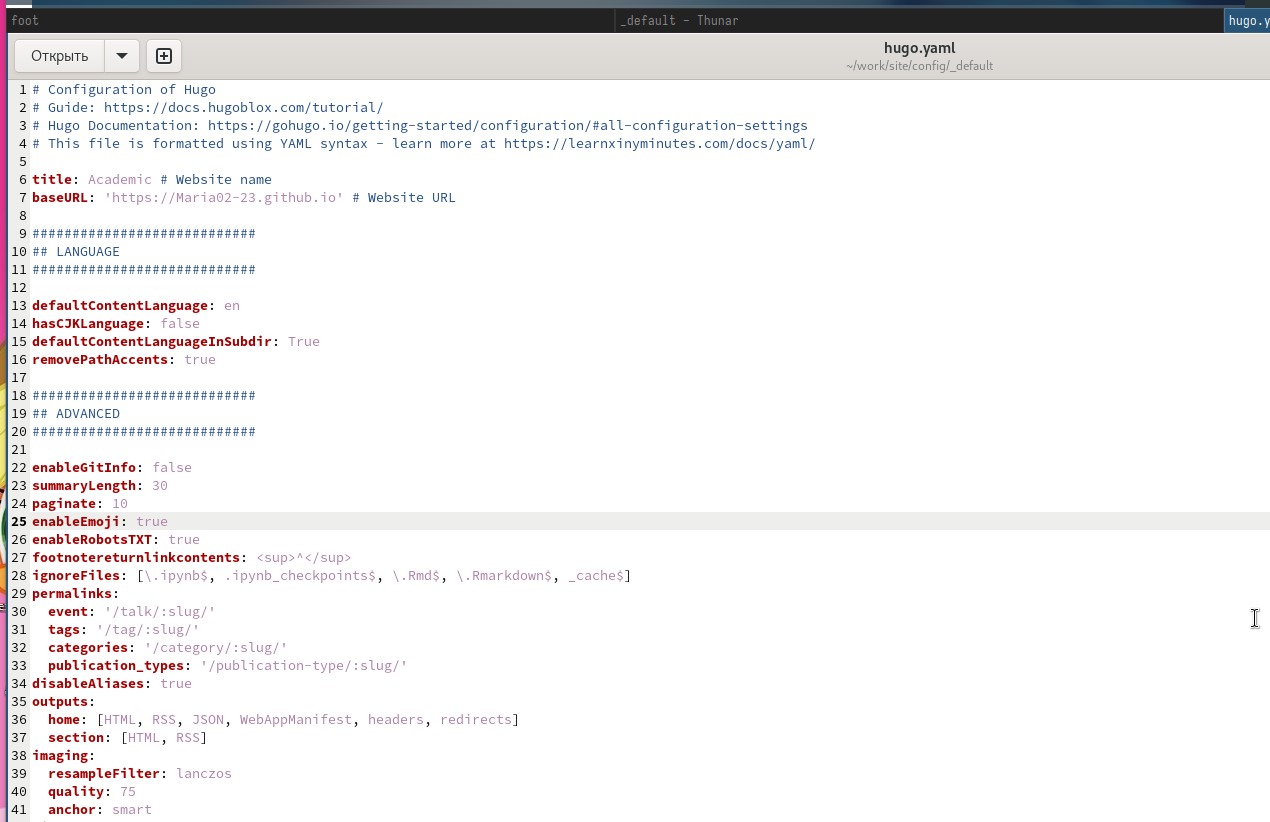 foot
_default - Thunar
hugo.y
Открыть
hugo.yaml
~/work/site/config/_default
1 # Configuration of Hugo
2 # Guide: https://docs.hugoblox.com/tutorial/
3 # Hugo Documentation: https://gohugo.io/getting-started/configuration/#all-configuration-settings
4 # This file is formatted using YAML syntax - learn more at https://learnxinyminutes.com/docs/yaml/
5
6 title: Academic # Website name
7 baseURL: 'https://Maria02-23.github.io' # Website URL
8
9 ############################
10 ## LANGUAGE
11 ############################
12
13 defaultContentLanguage: en
14 hasCJKLanguage: false
15 defaultContentLanguageInSubdir: True
16 removePathAccents: true
17
18 ############################
19 ## ADVANCED
20 ############################
21
22 enableGitInfo: false
23 summaryLength: 30
24 paginate: 10
25 enableEmoji: true
26 enableRobotsTXT: true
27 footnotereturnlinkcontents: <sup>^</sup>
28 ignoreFiles: [\.ipynb$, .ipynb_checkpoints$, \.Rmd$, \.Rmarkdown$, _cache$]
29 permalinks:
30   event: '/talk/:slug/'
31   tags: '/tag/:slug/'
32   categories: '/category/:slug/'
33   publication_types: '/publication-type/:slug/'
34 disableAliases: true
35 outputs:
36   home: [HTML, RSS, JSON, WebAppManifest, headers, redirects]
37   section: [HTML, RSS]
38 imaging:
39   resampleFilter: lanczos
40   quality: 75
41   anchor: smart